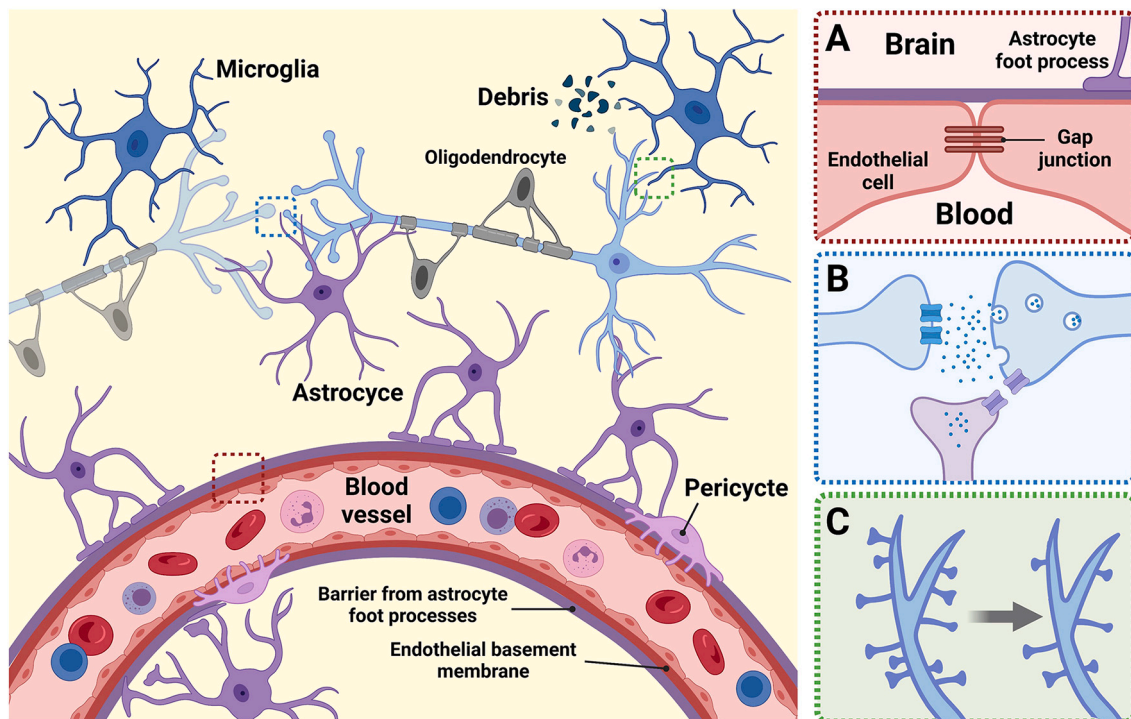 Microglia
Debris
Oligodendrocyte
Astrocyce
Blood
vessel
Pericycte
Barrier from astrocyte
foot processes
Endothelial basement
membrane
A
Brain
Astrocyte
foot process
Endothelial
cell
Gap
junction
Blood
B
C